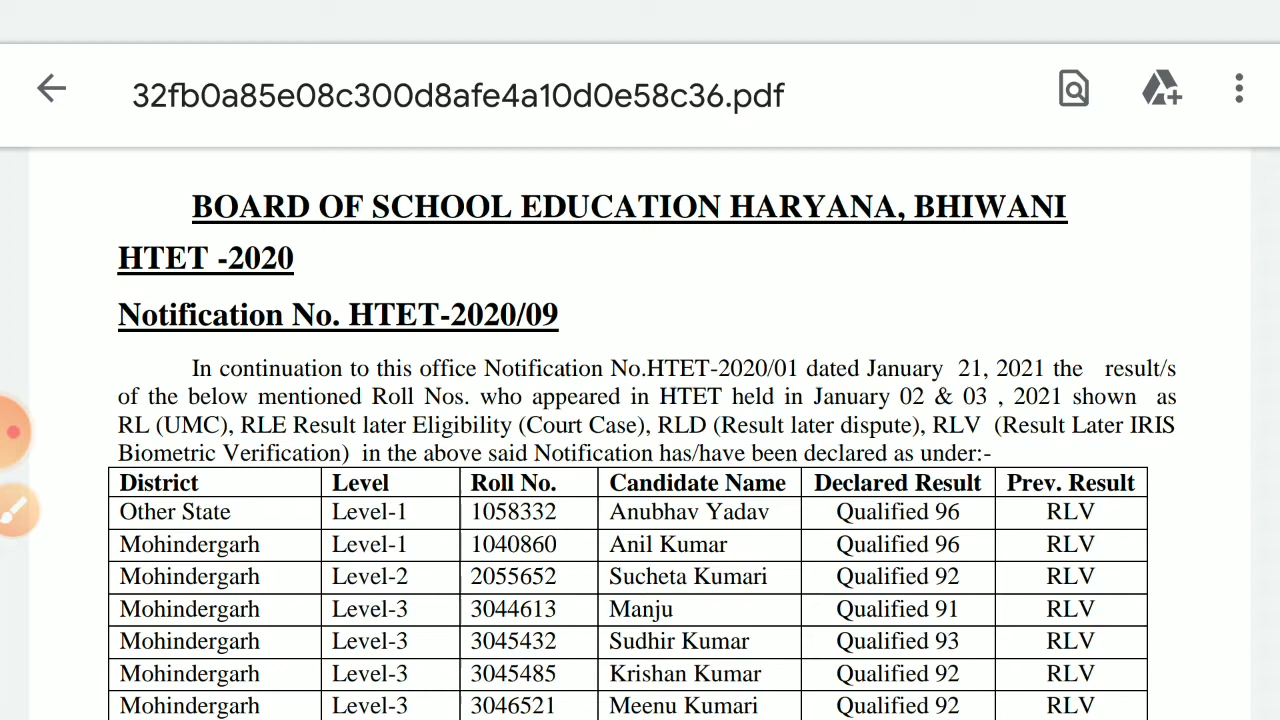 32fb0a85e08c300d8afe4a10d0e58c36.pdf
BOARD OF SCHOOL EDUCATION HARYANA, BHIWANI
HTET -2020
Notification No. HTET-2020/09
In continuation to this office Notification No.HTET-2020/01 dated January 21, 2021 the result/s
of the below mentioned Roll Nos. who appeared in HTET held in January 02 & 03 , 2021 shown as
RL (UMC), RLE Result later Eligibility (Court Case), RLD (Result later dispute), RLV (Result Later IRIS
Biometric Verification) in the above said Notification has/have been declared as under:-
District Level Roll No. Candidate Name Declared Result Prev. Result
Other State Level-1 1058332 Anubhav Yadav Qualified 96 RLV
Mohindergarh Level-1 1040860 Anil Kumar Qualified 96 RLV
Mohindergarh Level-2 2055652 Sucheta Kumari Qualified 92 RLV
Mohindergarh Level-3 3044613 Manju Qualified 91 RLV
Mohindergarh Level-3 3045432 Sudhir Kumar Qualified 93 RLV
Mohindergarh Level-3 3045485 Krishan Kumar Qualified 92 RLV
Mohindergarh Level-3 3046521 Meenu Kumari Qualified 92 RLV